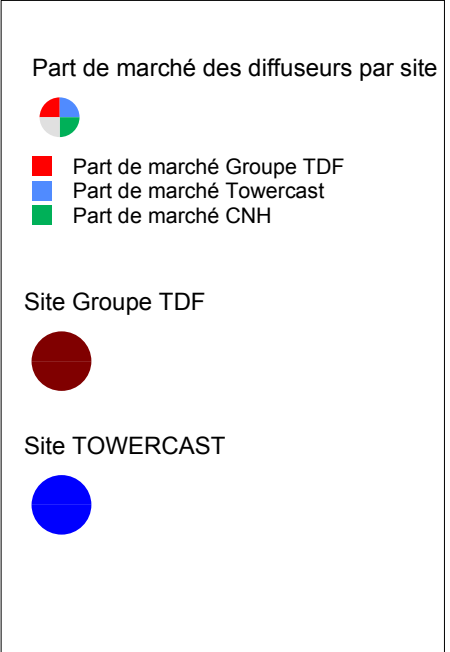 Part de marché des diffuseurs par site
Part de marché Groupe TDF
Part de marché Towercast
Part de marché CNH
Site Groupe TDF
Site TOWERCAST